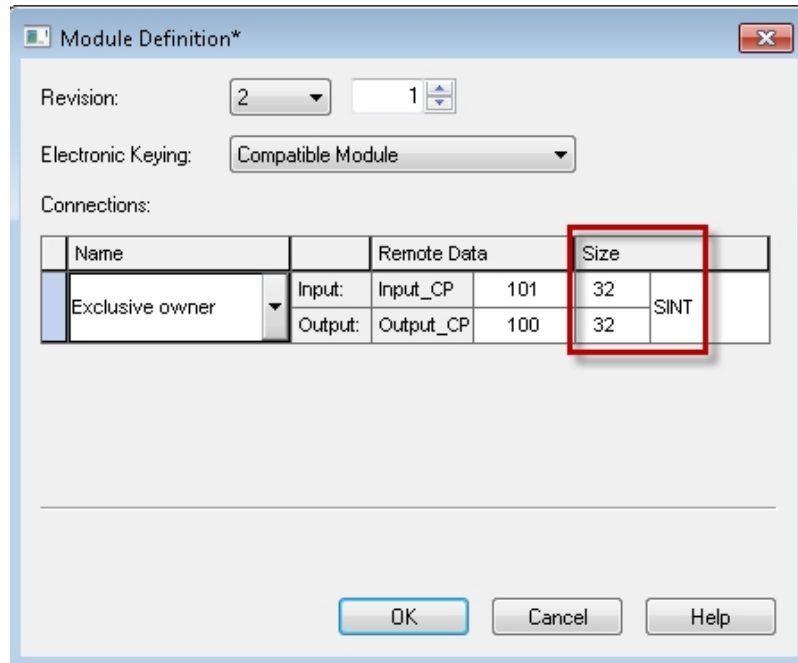 Module Definition*
Revision: 2 1
Electronic Keying: Compatible Module
Connections:
Name Remote Data Size
Exclusive owner Input: Input_CP 101 32 SINT
Output: Output_CP 100 32
OK Cancel Help